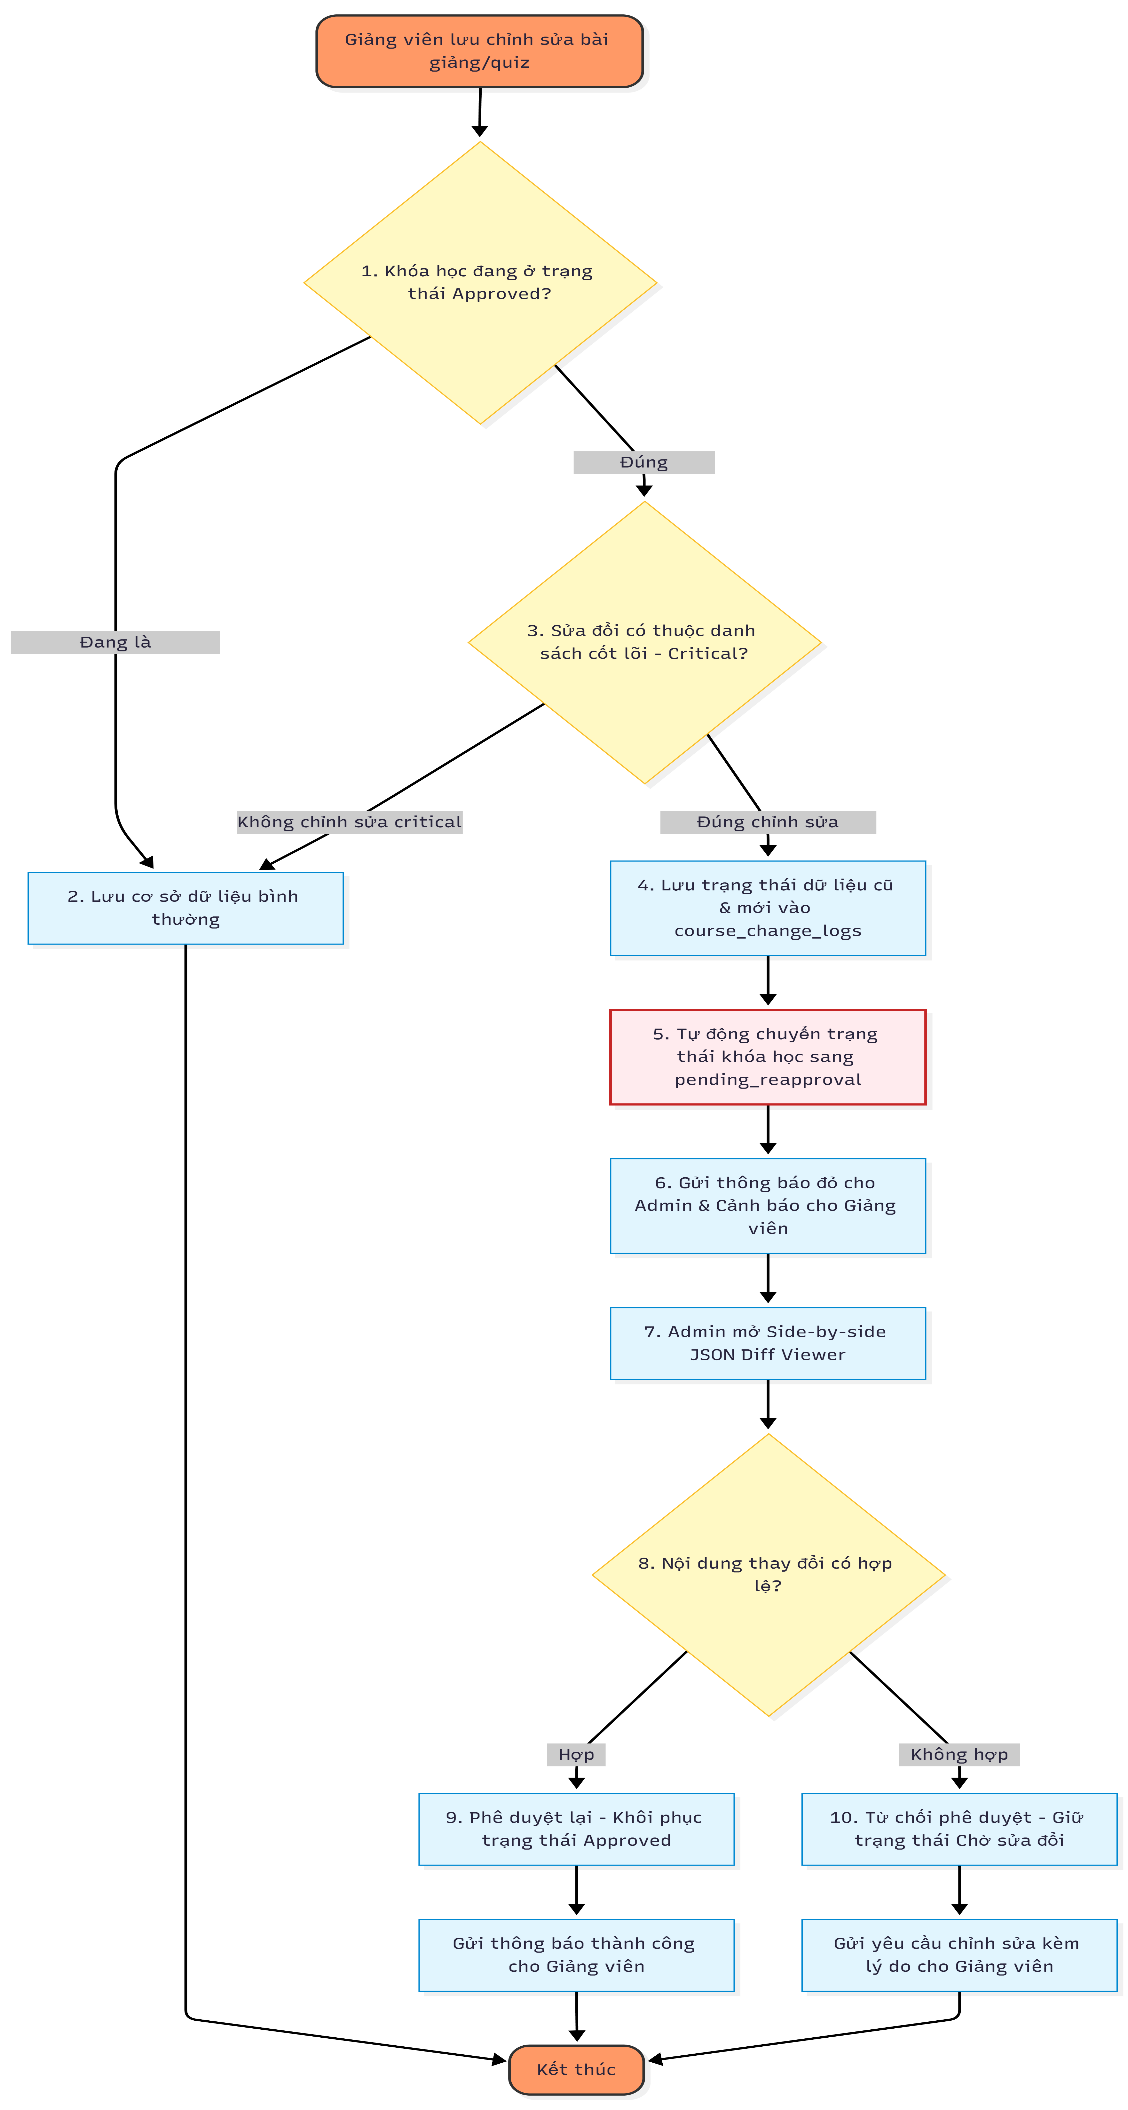 Giảng viên lưu chỉnh sửa bài
giảng/quiz
1. Khóa học đang ở trạng
thái Approved?
Đúng
3. Sửa đổi có thuộc danh
sách cốt lõi - Critical?
Đang là
Không chỉnh sửa critical
Đúng chỉnh sửa
2. Lưu cơ sở dữ liệu bình
thường
4. Lưu trạng thái dữ liệu cũ
& mới vào
course_change_logs
5. Tự động chuyển trạng
thái khóa học sang
pending_reapproval
6. Gửi thông báo đỏ cho
Admin & Cảnh báo cho Giảng
viên
7. Admin mở Side-by-side
JSON Diff Viewer
8. Nội dung thay đổi có hợp
lệ?
Hợp
Không hợp
9. Phê duyệt lại - Khôi phục
trạng thái Approved
10. Từ chối phê duyệt - Giữ
trạng thái Chờ sửa đổi
Gửi thông báo thành công
cho Giảng viên
Gửi yêu cầu chỉnh sửa kèm
lý do cho Giảng viên
Kết thúc